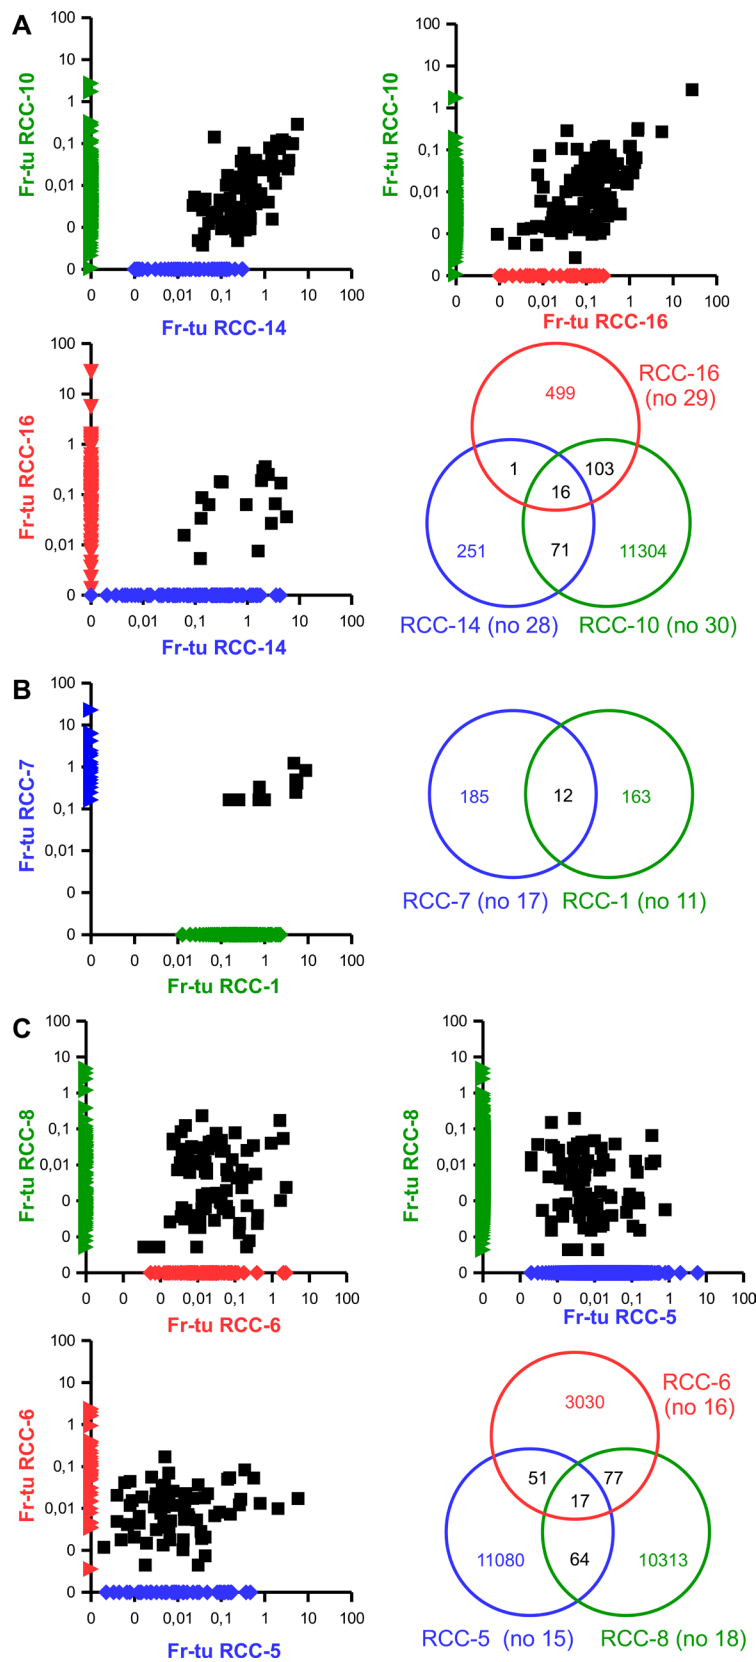 A
Fr-tu RCC-10
100
10
1
0,1
0,01
0
0
0 0 0,01 0,1 1 10 100
Fr-tu RCC-14
Fr-tu RCC-10
100
10
1
0,1
0,01
0
0
0 0 0,01 0,1 1 10 100
Fr-tu RCC-16
Fr-tu RCC-16
100
10
1
0,1
0,01
0
0 0,01 0,1 1 10 100
Fr-tu RCC-14
RCC-16
(no 29)
499
1
103
16
251
71
11304
RCC-14 (no 28)
RCC-10 (no 30)
B
Fr-tu RCC-7
100
10
1
0,1
0,01
0
0
0 0 0,01 0,1 1 10 100
Fr-tu RCC-1
185
12
163
RCC-7 (no 17)
RCC-1 (no 11)
C
Fr-tu RCC-8
100
10
1
0,1
0,01
0
0
0
0 0 0 0,01 0,1 1 10 100
Fr-tu RCC-6
Fr-tu RCC-8
100
10
1
0,1
0,01
0
0
0
0 0 0,01 0,1 1 10 100
Fr-tu RCC-5
Fr-tu RCC-6
100
10
1
0,1
0,01
0
0
0 0 0,01 0,1 1 10 100
Fr-tu RCC-5
RCC-6
(no 16)
3030
51
77
17
11080
64
10313
RCC-5 (no 15)
RCC-8 (no 18)